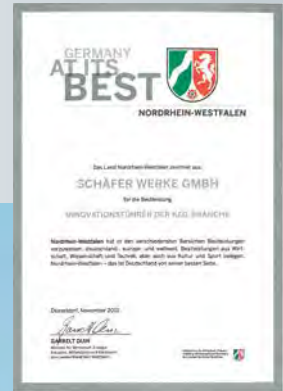 GERMANY
AT ITS
BEST
NORDRHEIN-WESTFALEN
Das Land Nordrhein-Westfalen zeichnet aus:
SCHÄFER WERKE GMBH
für die Bestleistung
INNOVATIONSFÜHRER DER KEG-BRANCHE
Nordrhein-Westfalen hat in den verschiedensten Bereichen Bestleistungen
vorzuweisen: deutschland-, europa- und weltweit. Bestleistungen aus Wirt-
schaft, Wissenschaft und Technik, aber auch aus Kultur und Sport belegen:
Nordrhein-Westfalen – das ist Deutschland von seiner besten Seite.
Düsseldorf, November 2012
GARRELT DUIN